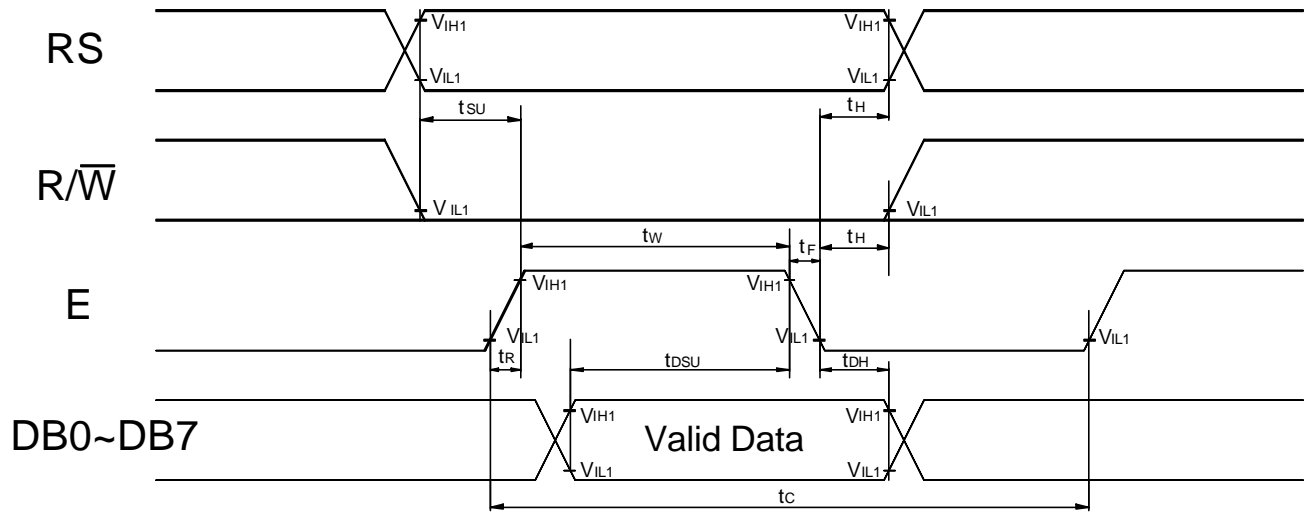 RS
VIH1
VIH1
VIL1
VIL1
tSU
tH
R/W̅
VIL1
VIL1
tW
tF
tH
E
VIH1
VIH1
VIL1
VIL1
VIL1
tR
tDSU
tDH
DB0~DB7
VIH1
Valid Data
VIH1
VIL1
VIL1
tC